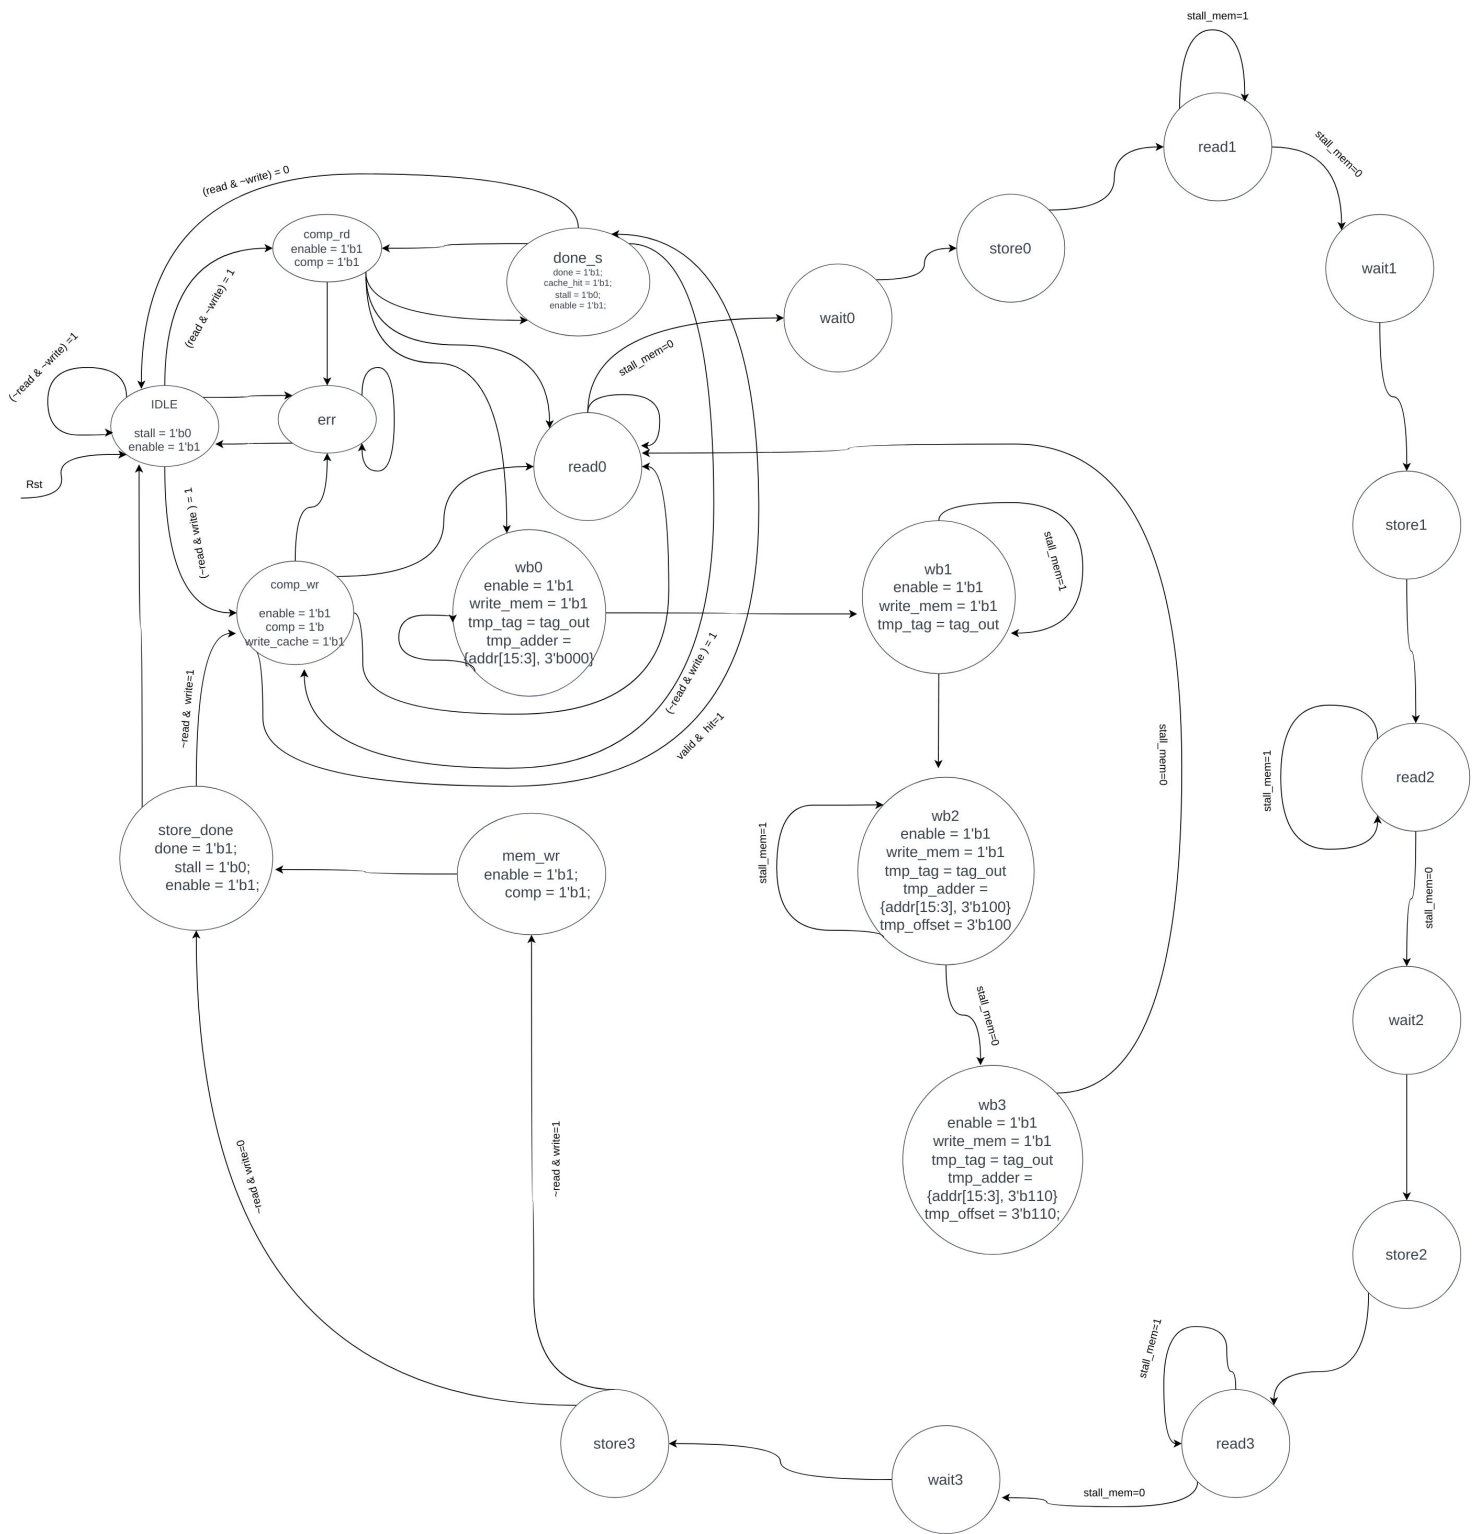 stall_mem=1
read1
stall_mem=0
(read & ~write) = 0
comp_rd
enable = 1'b1
comp = 1'b1
done_s
done = 1'b1;
cache_hit = 1'b1;
stall = 1'b0;
enable = 1'b1;
store0
wait1
(read & ~write) = 1
wait0
(~read & ~write) =1
stall_mem=0
IDLE
stall = 1'b0
enable = 1'b1
err
read0
Rst
(~read & write ) = 1
store1
comp_wr
enable = 1'b1
comp = 1'b
write_cache = 1'b1
wb0
enable = 1'b1
write_mem = 1'b1
tmp_tag = tag_out
tmp_adder =
{addr[15:3], 3'b000}
wb1
enable = 1'b1
write_mem = 1'b1
tmp_tag = tag_out
stall_mem=1
(~read & write ) = 1
~read &  write=1
valid &  hit=1
stall_mem=0
stall_mem=1
read2
store_done
done = 1'b1;
stall = 1'b0;
enable = 1'b1;
mem_wr
enable = 1'b1;
comp = 1'b1;
stall_mem=1
wb2
enable = 1'b1
write_mem = 1'b1
tmp_tag = tag_out
tmp_adder =
{addr[15:3], 3'b100}
tmp_offset = 3'b100
stall_mem=0
stall_mem=0
wait2
wb3
enable = 1'b1
write_mem = 1'b1
tmp_tag = tag_out
tmp_adder =
{addr[15:3], 3'b110}
tmp_offset = 3'b110;
~read & write=0
~read & write=1
store2
stall_mem=1
store3
read3
wait3
stall_mem=0